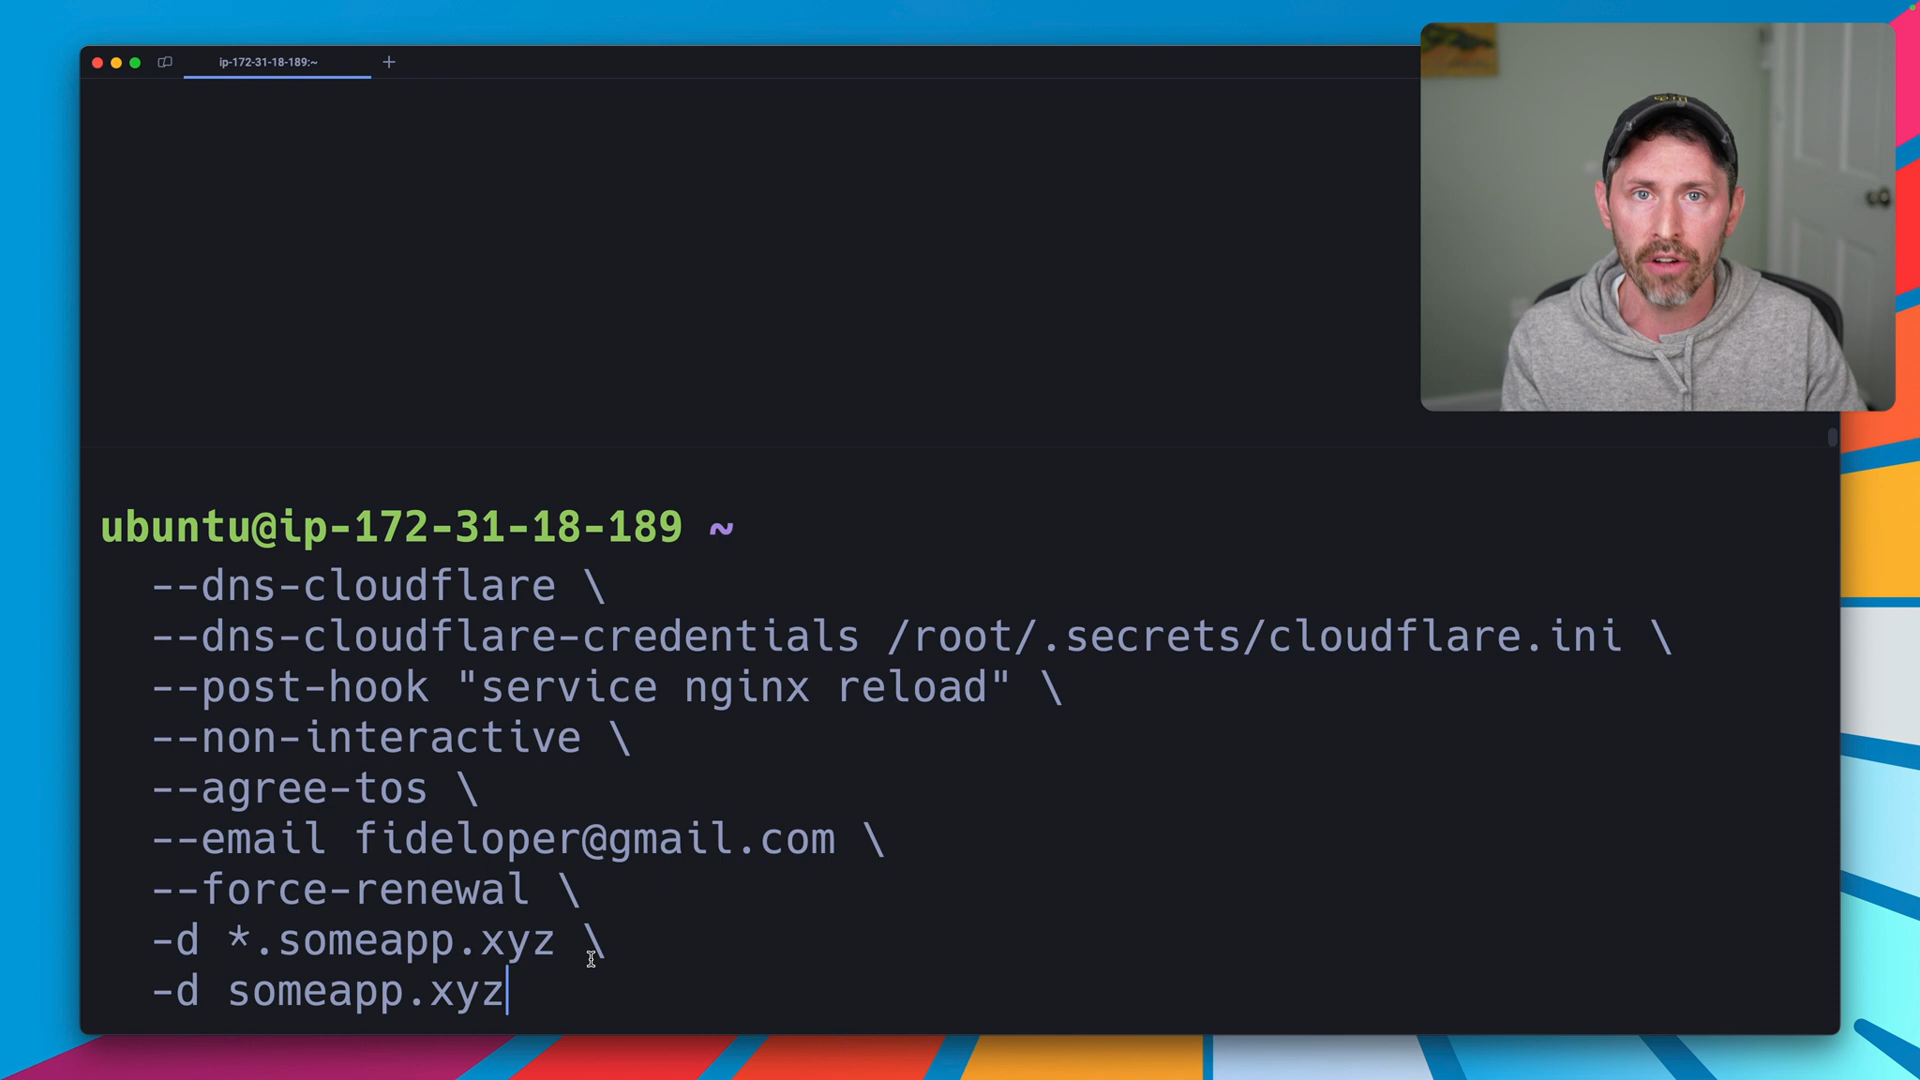 ip-172-31-18-189:~
ubuntu@ip-172-31-18-189 ~
--dns-cloudflare \
--dns-cloudflare-credentials /root/.secrets/cloudflare.ini \
--post-hook "service nginx reload" \
--non-interactive \
--agree-tos \
--email fideloper@gmail.com \
--force-renewal \
-d *.someapp.xyz \
-d someapp.xyz